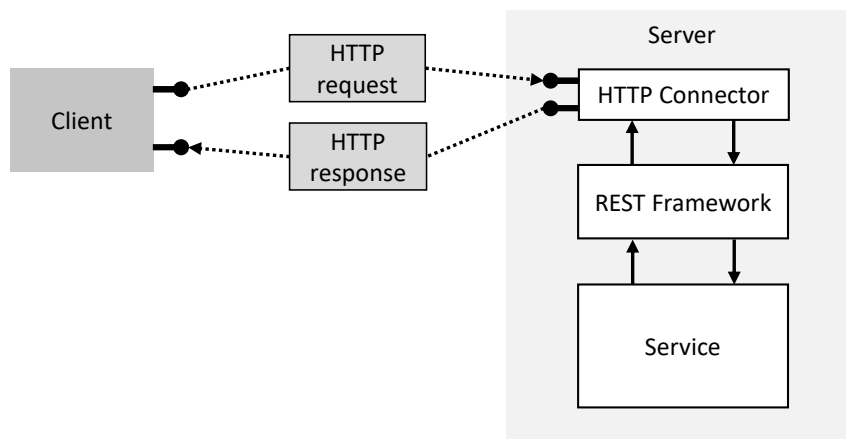 Server
HTTP
request
HTTP Connector
Client
HTTP
response
REST Framework
Service